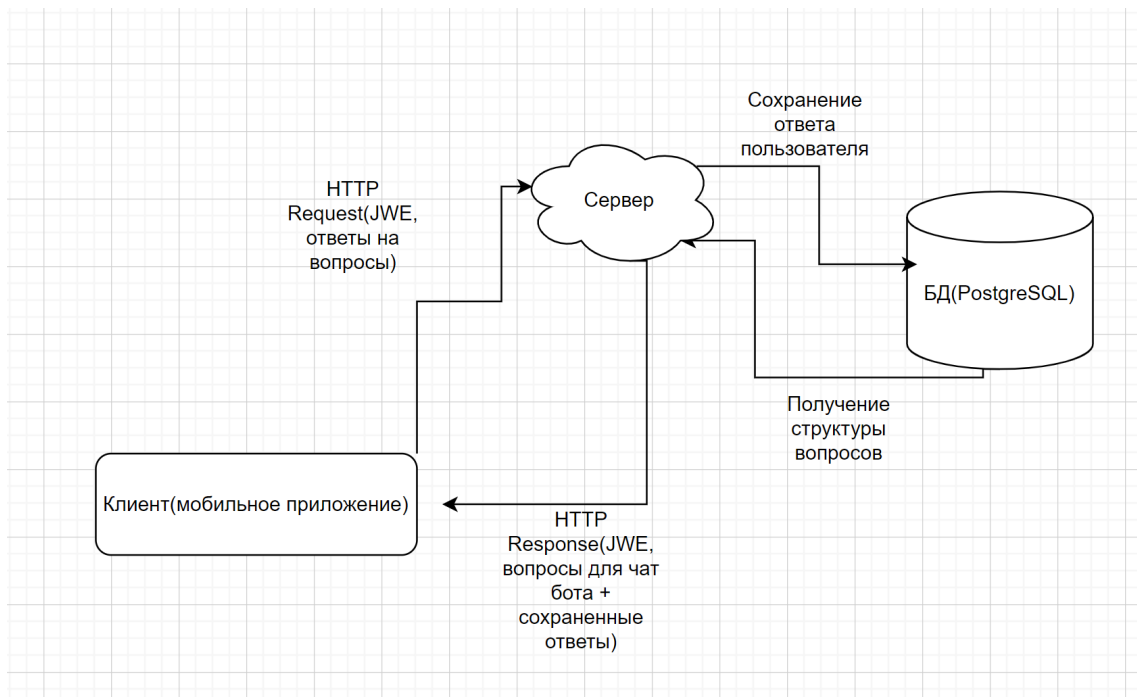 Сохранение
ответа
пользователя
HTTP
Request(JWE,
ответы на
вопросы)
Сервер
БД(PostgreSQL)
Получение
структуры
вопросов
Клиент(мобильное приложение)
HTTP
Response(JWE,
вопросы для чат
бота +
сохраненные
ответы)